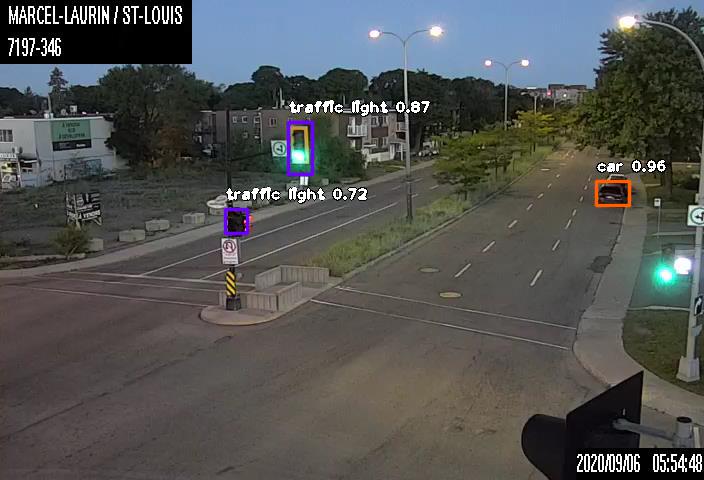 MARCEL-LAURIN / ST-LOUIS
7197-346
traffic light 0.87
car 0.96
traffic light 0.72
2020/09/06 05:54:48